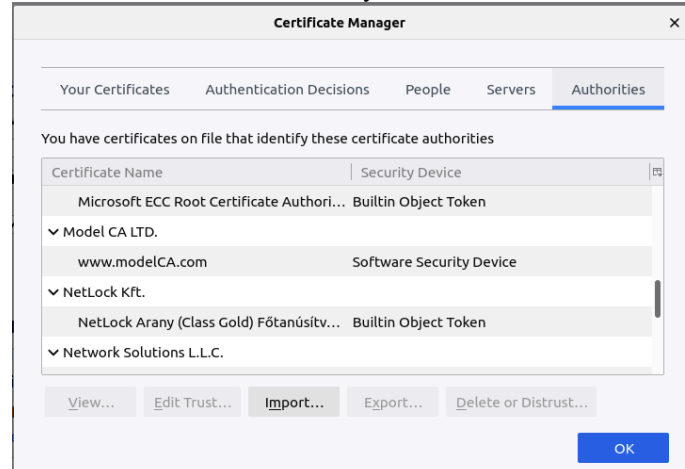 Certificate Manager
Your Certificates Authentication Decisions People Servers Authorities
You have certificates on file that identify these certificate authorities
Certificate Name Security Device
Microsoft ECC Root Certificate Authori... Builtin Object Token
Model CA LTD.
www.modelCA.com Software Security Device
NetLock Kft.
NetLock Arany (Class Gold) Főtanúsítv... Builtin Object Token
Network Solutions L.L.C.
View... Edit Trust... Import... Export... Delete or Distrust...
OK